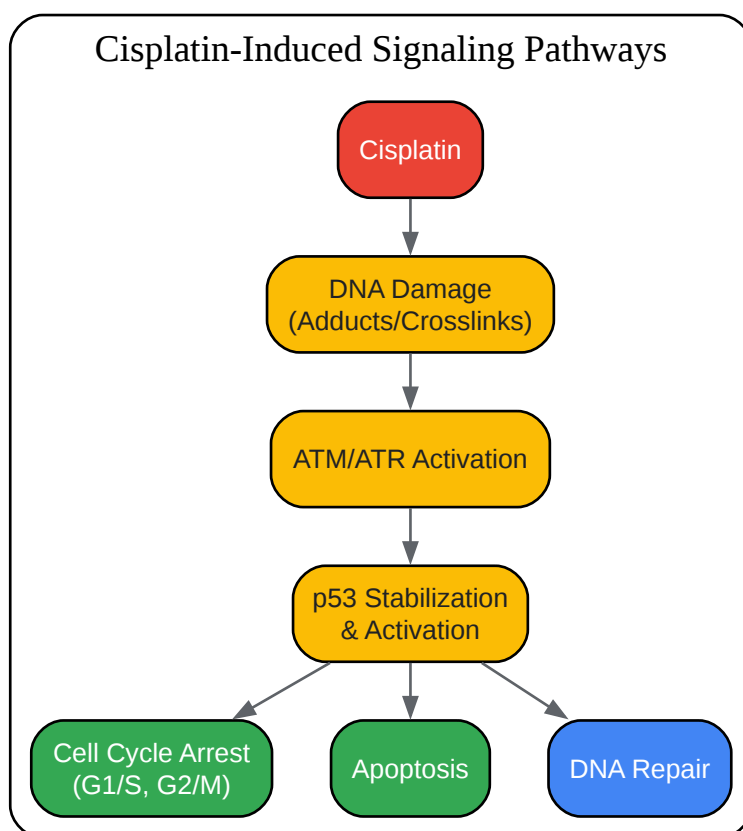 Cisplatin-Induced Signaling Pathways
Cisplatin
DNA Damage
(Adducts/Crosslinks)
ATM/ATR Activation
p53 Stabilization
& Activation
Cell Cycle Arrest
(G1/S, G2/M)
Apoptosis
DNA Repair